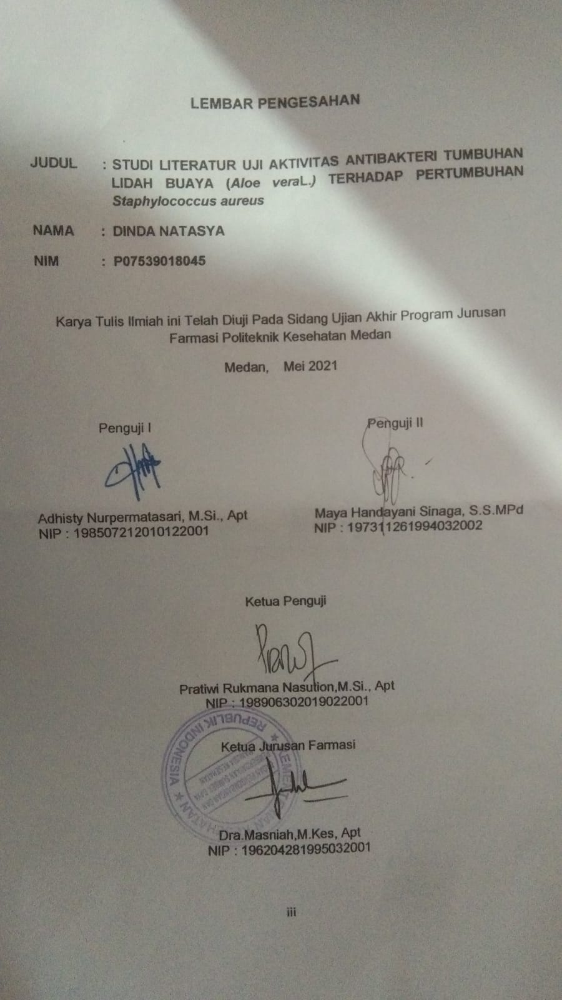 LEMBAR PENGESAHAN
JUDUL : STUDI LITERATUR UJI AKTIVITAS ANTIBAKTERI TUMBUHAN
LIDAH BUAYA (Aloe veraL.) TERHADAP PERTUMBUHAN
Staphylococcus aureus
NAMA : DINDA NATASYA
NIM : P07539018045
Karya Tulis Ilmiah ini Telah Diuji Pada Sidang Ujian Akhir Program Jurusan
Farmasi Politeknik Kesehatan Medan
Medan, Mei 2021
Penguji I
Adhisty Nurpermatasari, M.Si., Apt
NIP : 198507212010122001
Penguji II
Maya Handayani Sinaga, S.S.MPd
NIP : 197311261994032002
Ketua Penguji
Pratiwi Rukmana Nasution,M.Si., Apt
NIP : 198906302019022001
REPUBLIK INDONESIA
Ketua Jurusan Farmasi
Dra.Masniah,M.Kes, Apt
NIP : 196204281995032001
iii